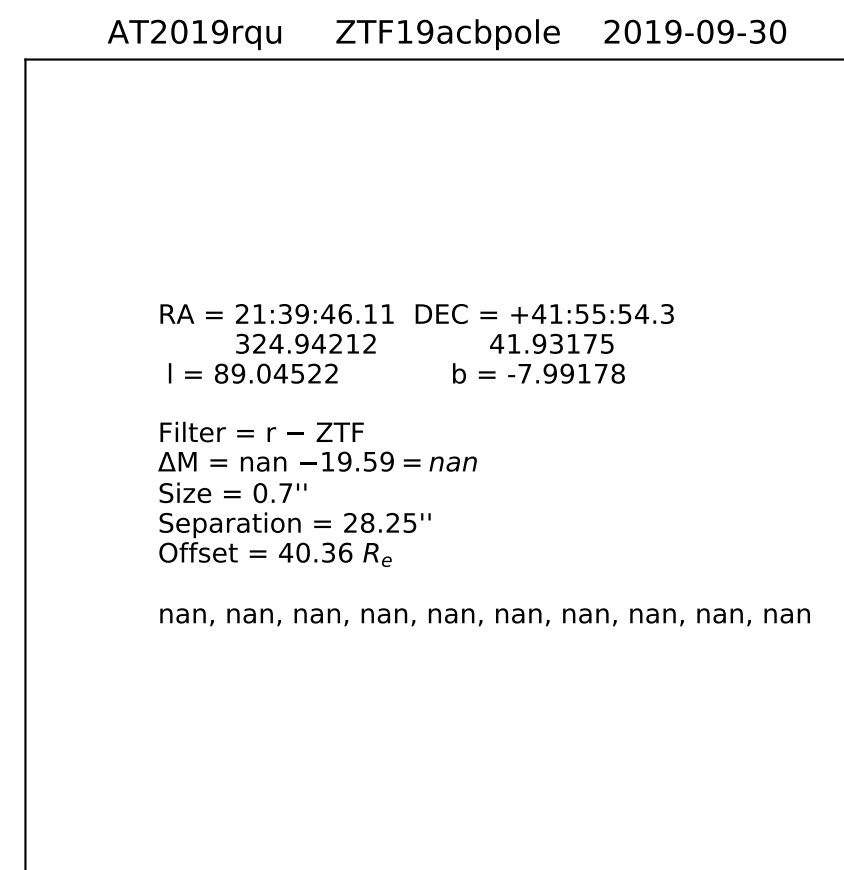 AT2019rqu ZTF19acbpole 2019-09-30
RA = 21:39:46.11 DEC = +41:55:54.3
324.94212 41.93175
l = 89.04522 b = -7.99178
Filter = r − ZTF
ΔM = nan −19.59 = nan
Size = 0.7''
Separation = 28.25''
Offset = 40.36 Re
nan, nan, nan, nan, nan, nan, nan, nan, nan, nan